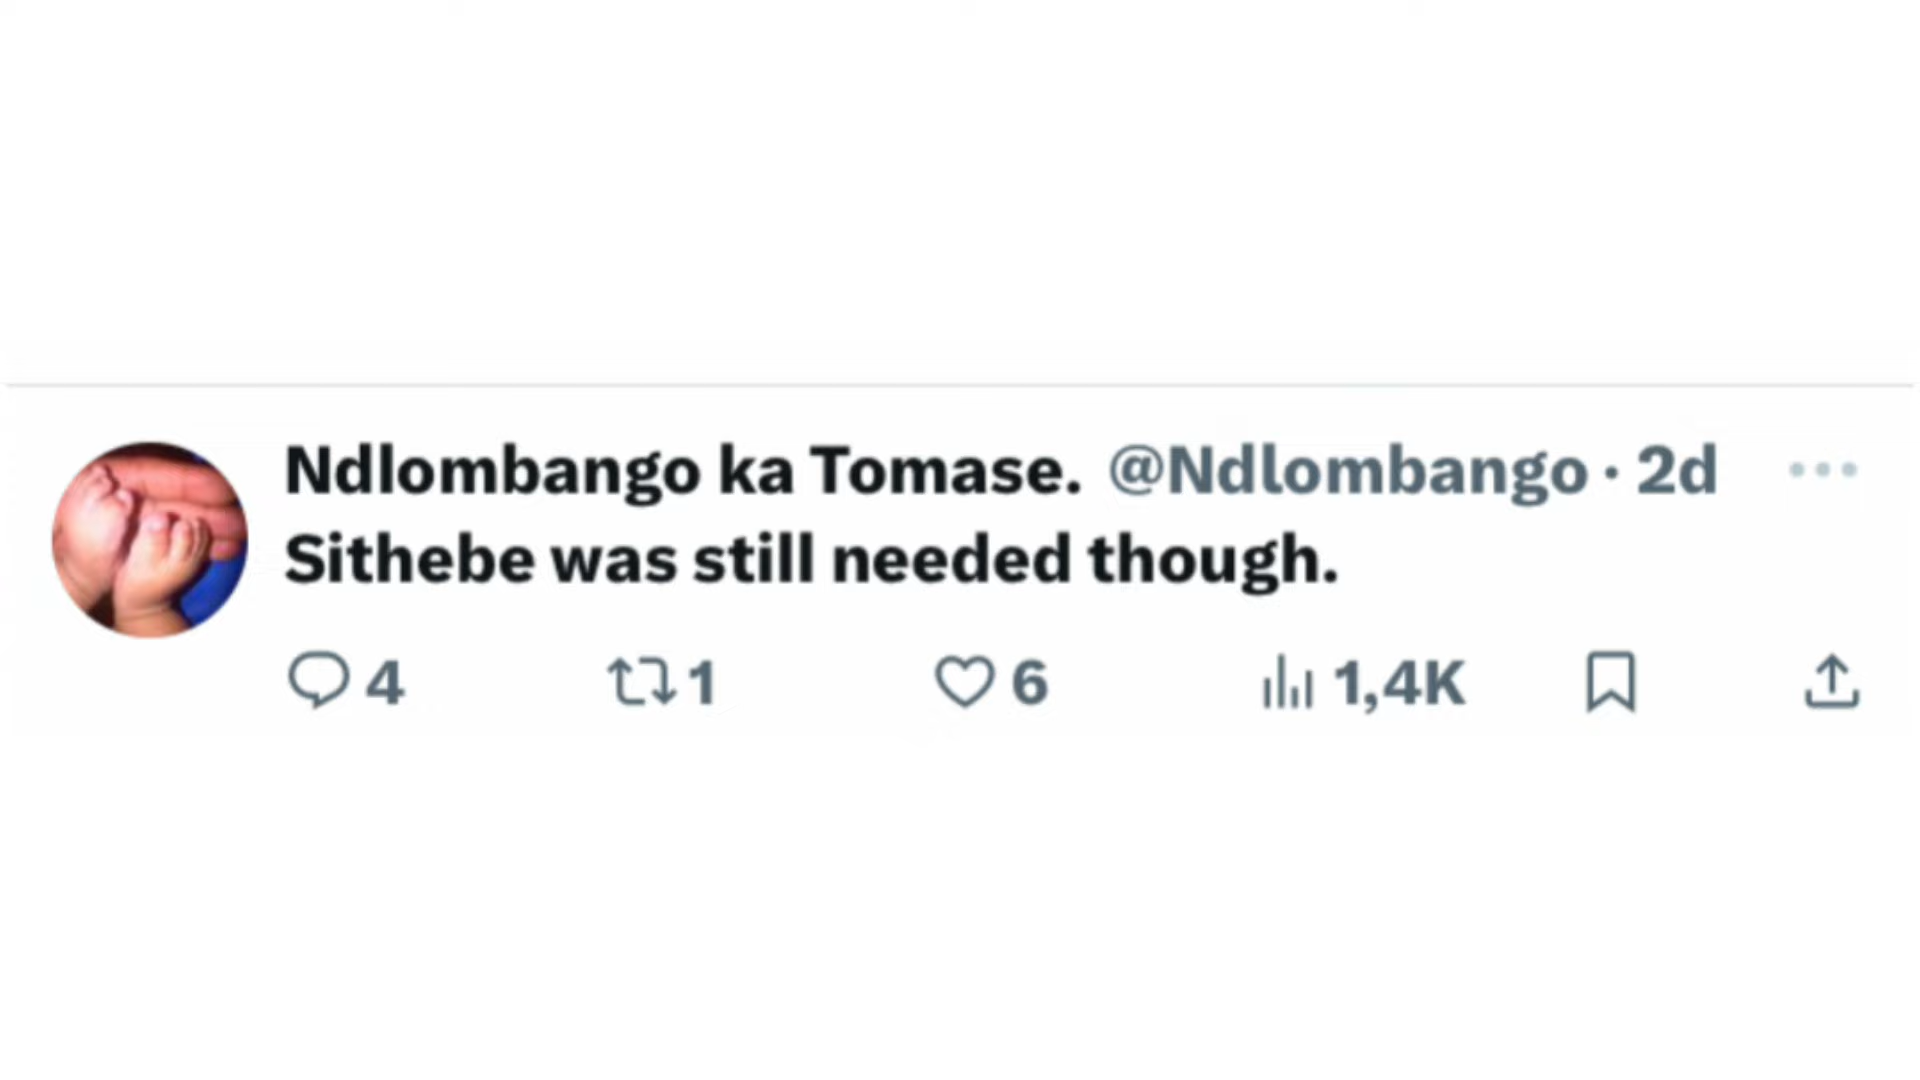 Ndlombango ka Tomase. @Ndlombango · 2d
Sithebe was still needed though.
4 1 6 1,4K